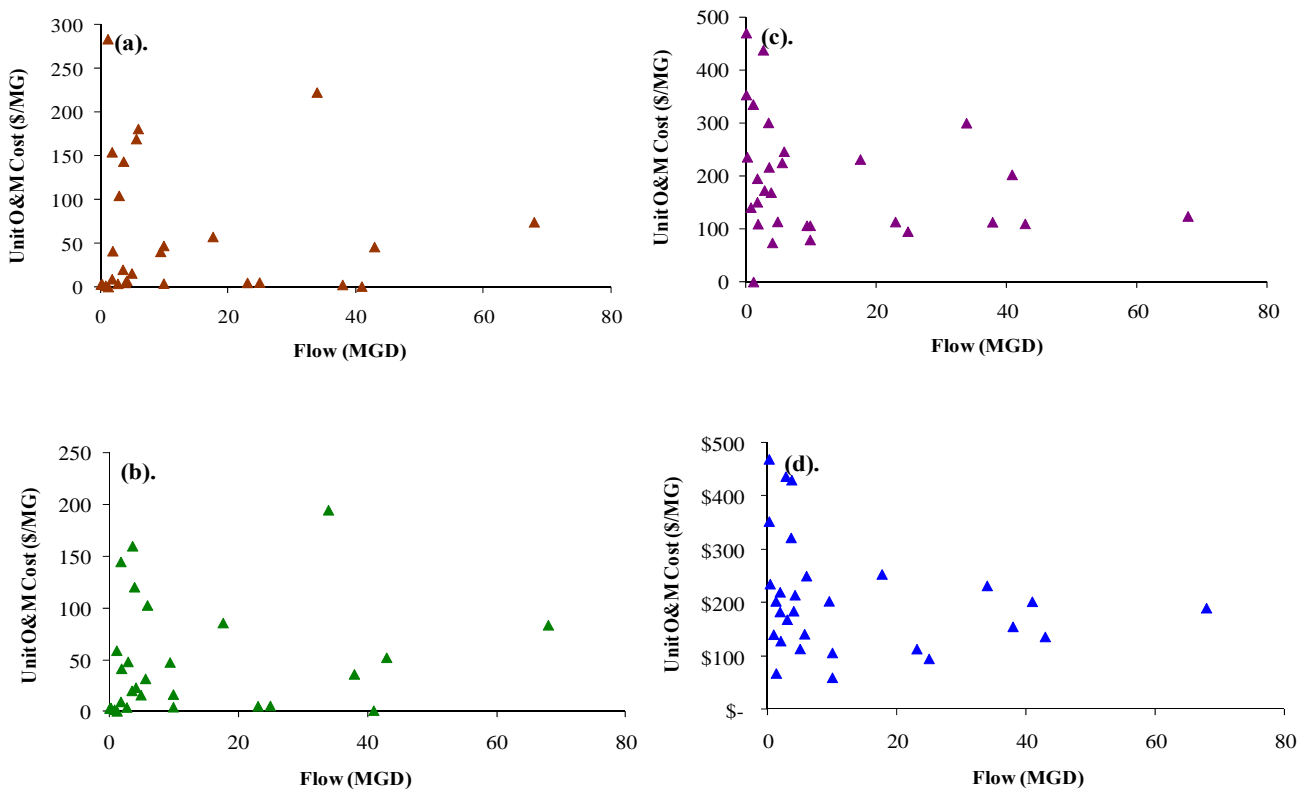 (a).
Unit O&M Cost ($/MG)
300
250
200
150
100
50
0
0 20 40 60 80
Flow (MGD)
(c).
Unit O&M Cost ($/MG)
500
400
300
200
100
0
0 20 40 60 80
Flow (MGD)
(b).
Unit O&M Cost ($/MG)
250
200
150
100
50
0
0 20 40 60 80
Flow (MGD)
(d).
Unit O&M Cost ($/MG)
$500
$400
$300
$200
$100
$-
0 20 40 60 80
Flow (MGD)